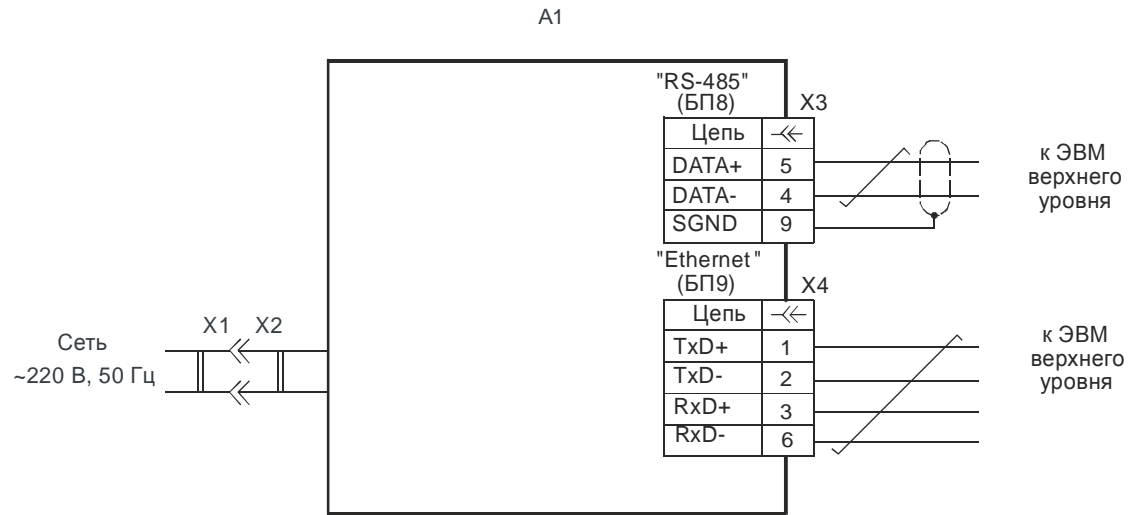 A1
"RS-485"
(БП8)
X3
Цепь
DATA+ 5
DATA- 4
SGND 9
к ЭВМ
верхнего
уровня
"Ethernet"
(БП9)
X4
Цепь
TxD+ 1
TxD- 2
RxD+ 3
RxD- 6
к ЭВМ
верхнего
уровня
X1 X2
Сеть
~220 В, 50 Гц